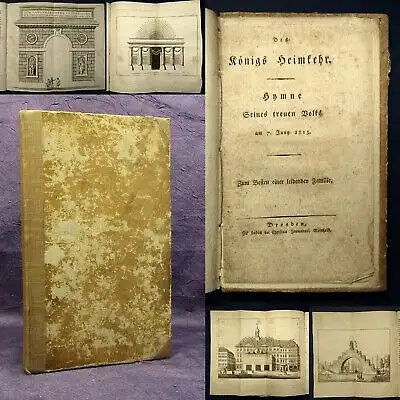 Des
Königs Heimkehr.
Hymne
Seines treuen Volks
am 7. Juny 1815.
Zum Besten einer leidenden Familie.
Dresden,